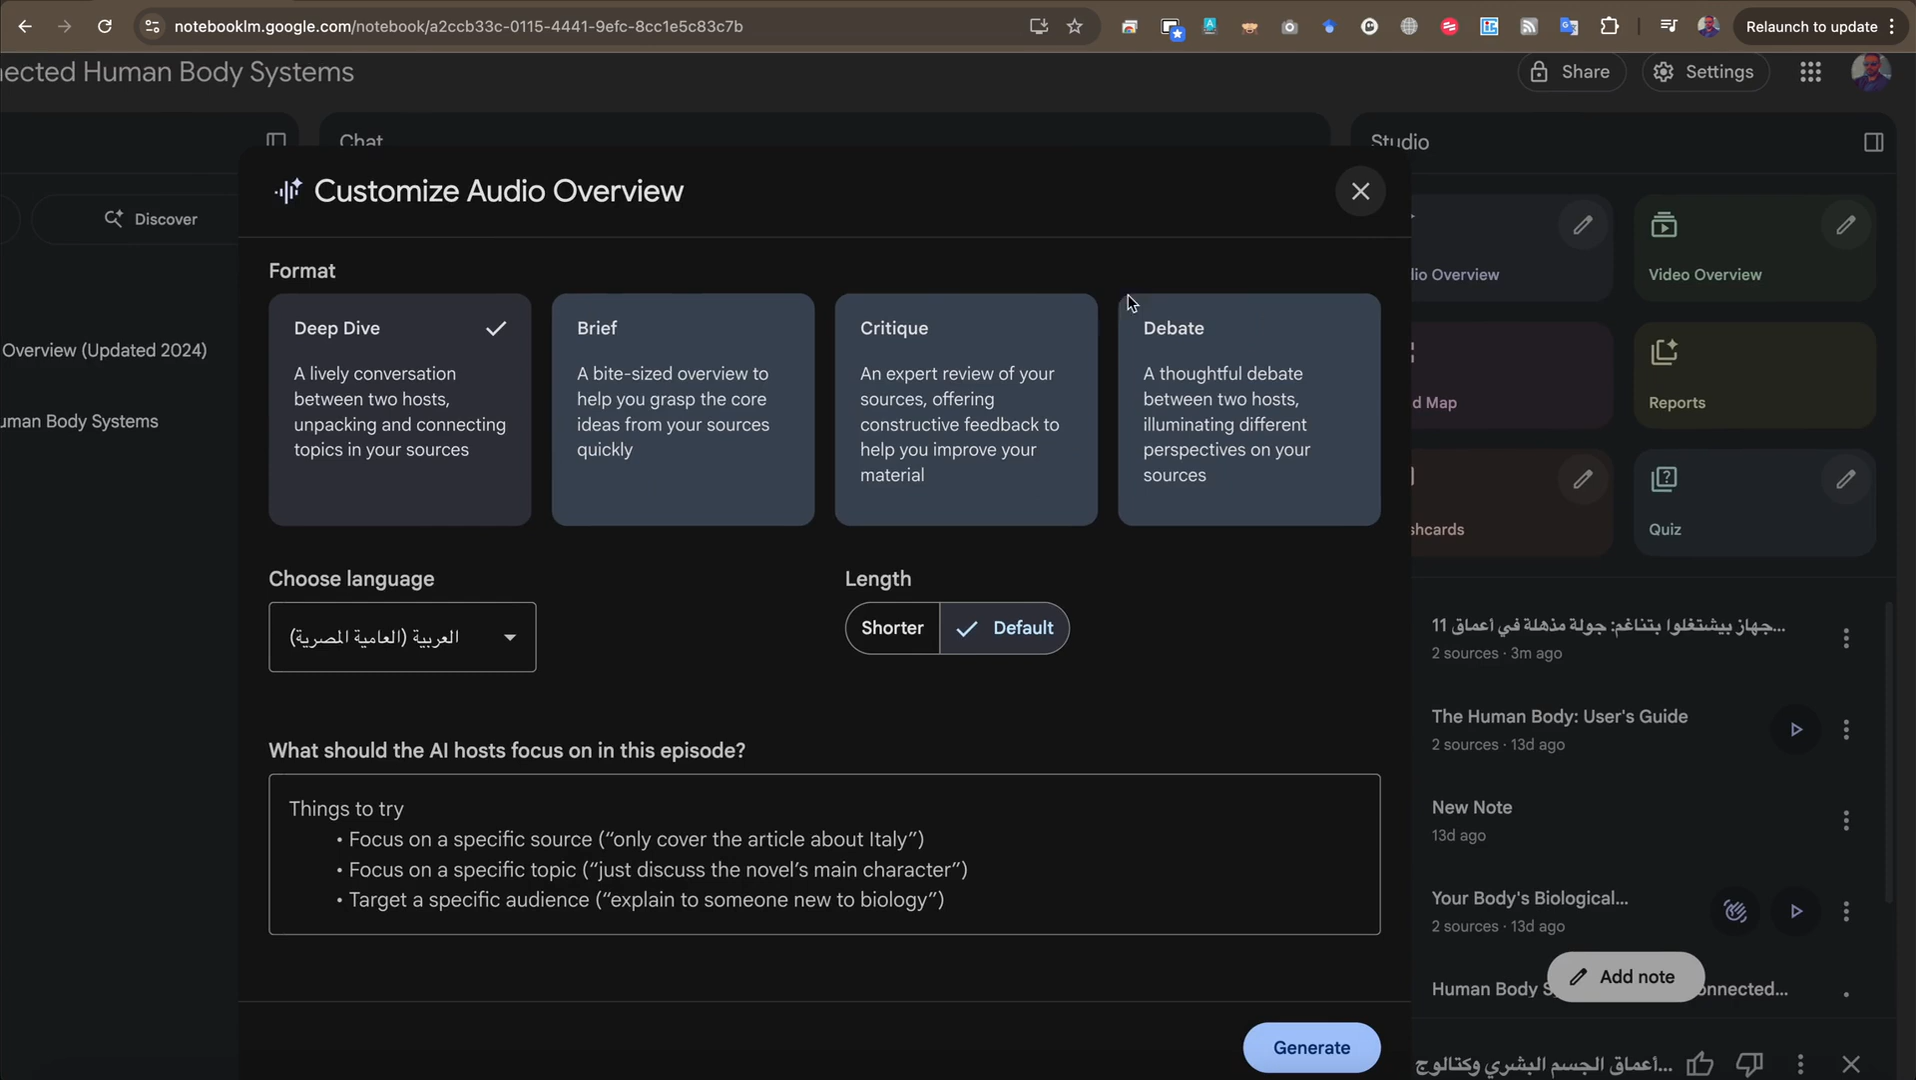 notebooklm.google.com/notebook/a2ccb33c-0115-4441-9efc-8cc1e5c83c7b
Relaunch to update
nected Human Body Systems
Share
Settings
Chat
Studio
Discover
Customize Audio Overview
Format
Deep Dive
A lively conversation
between two hosts,
unpacking and connecting
topics in your sources
Brief
A bite-sized overview to
help you grasp the core
ideas from your sources
quickly
Critique
An expert review of your
sources, offering
constructive feedback to
help you improve your
material
Debate
A thoughtful debate
between two hosts,
illuminating different
perspectives on your
sources
Overview (Updated 2024)
uman Body Systems
Choose language
العربية (العامية المصرية)
Length
Shorter
Default
What should the AI hosts focus on in this episode?
Things to try
• Focus on a specific source (“only cover the article about Italy”)
• Focus on a specific topic (“just discuss the novel’s main character”)
• Target a specific audience (“explain to someone new to biology”)
Generate
dio Overview
Video Overview
d Map
Reports
shcards
Quiz
11 جهاز بيشتغلوا بتناغم: جولة مذهلة في أعماق...
2 sources · 3m ago
The Human Body: User's Guide
2 sources · 13d ago
New Note
13d ago
Your Body's Biological...
2 sources · 13d ago
Add note
Human Body S
onnected...
أعماق الجسم البشري وكتالوج...